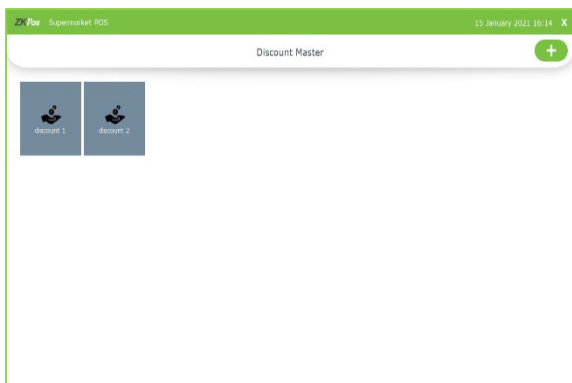 ZKPos Supermarket POS 15 January 2021 16:14 X
Discount Master +
discount 1 discount 2